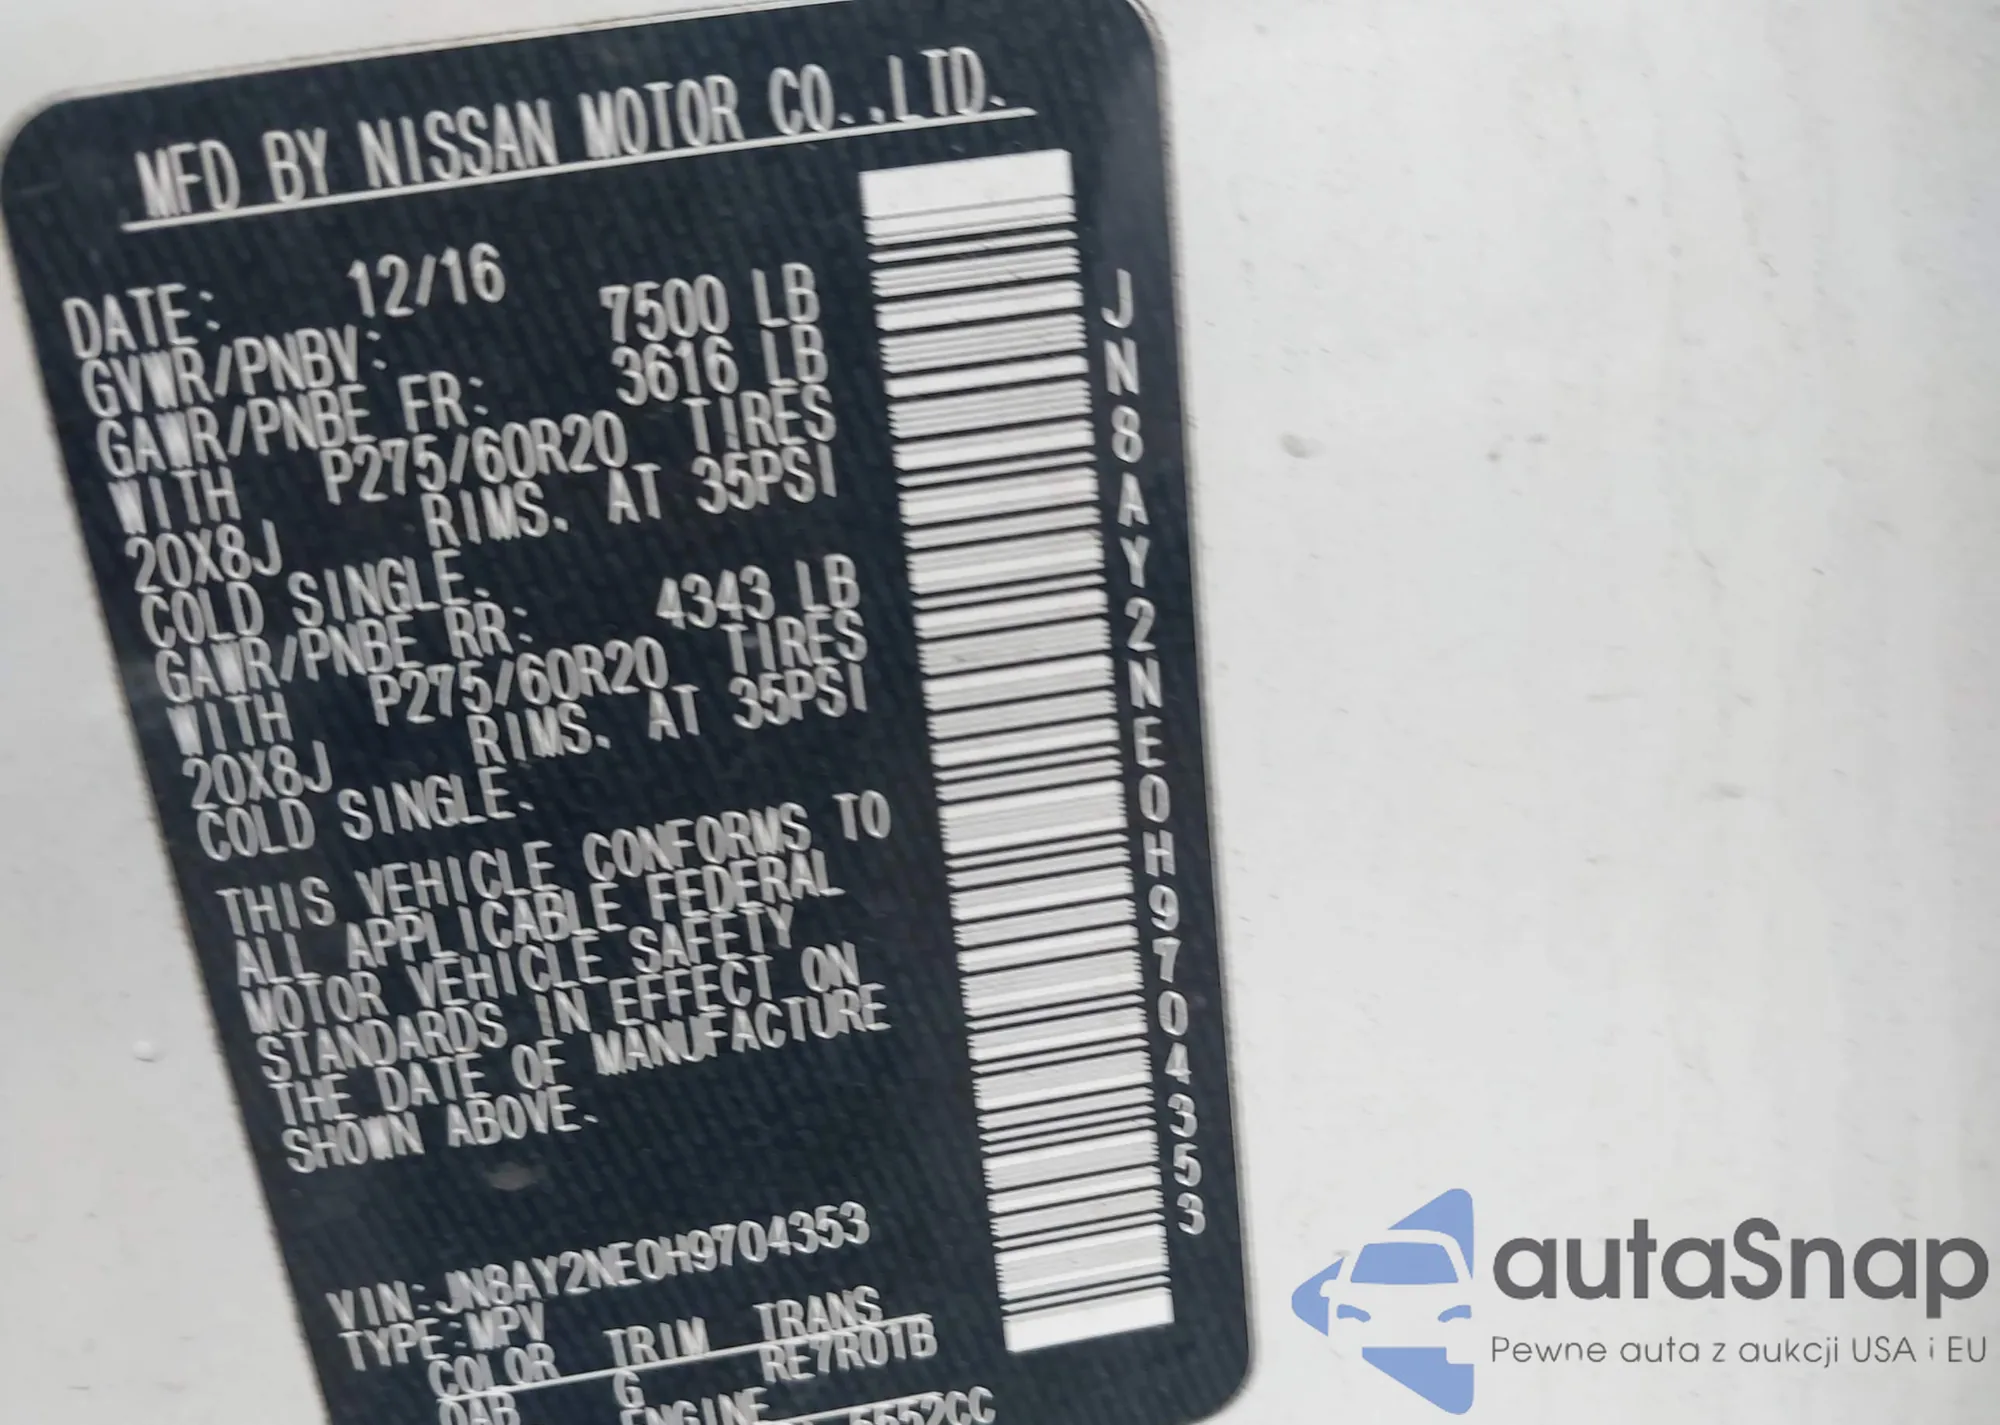 MFD BY NISSAN MOTOR CO.,LTD.
DATE: 12/16
GVWR/PNBV: 7500 LB
GAWR/PNBE FR: 3616 LB
WITH P275/60R20 TIRES
20X8J RIMS. AT 35PSI
COLD SINGLE.
GAWR/PNBE RR: 4343 LB
WITH P275/60R20 TIRES
20X8J RIMS. AT 35PSI
COLD SINGLE.
THIS VEHICLE CONFORMS TO
ALL APPLICABLE FEDERAL
MOTOR VEHICLE SAFETY
STANDARDS IN EFFECT ON
THE DATE OF MANUFACTURE
SHOWN ABOVE.
VIN:JN8AY2NE0H9704353
TYPE:MPV
COLOR TRIM TRANS
QAB G RE7R01B
ENGINE 5552CC
JN8AY2NE0H9704353
autaSnap
Pewne auta z aukcji USA i EU